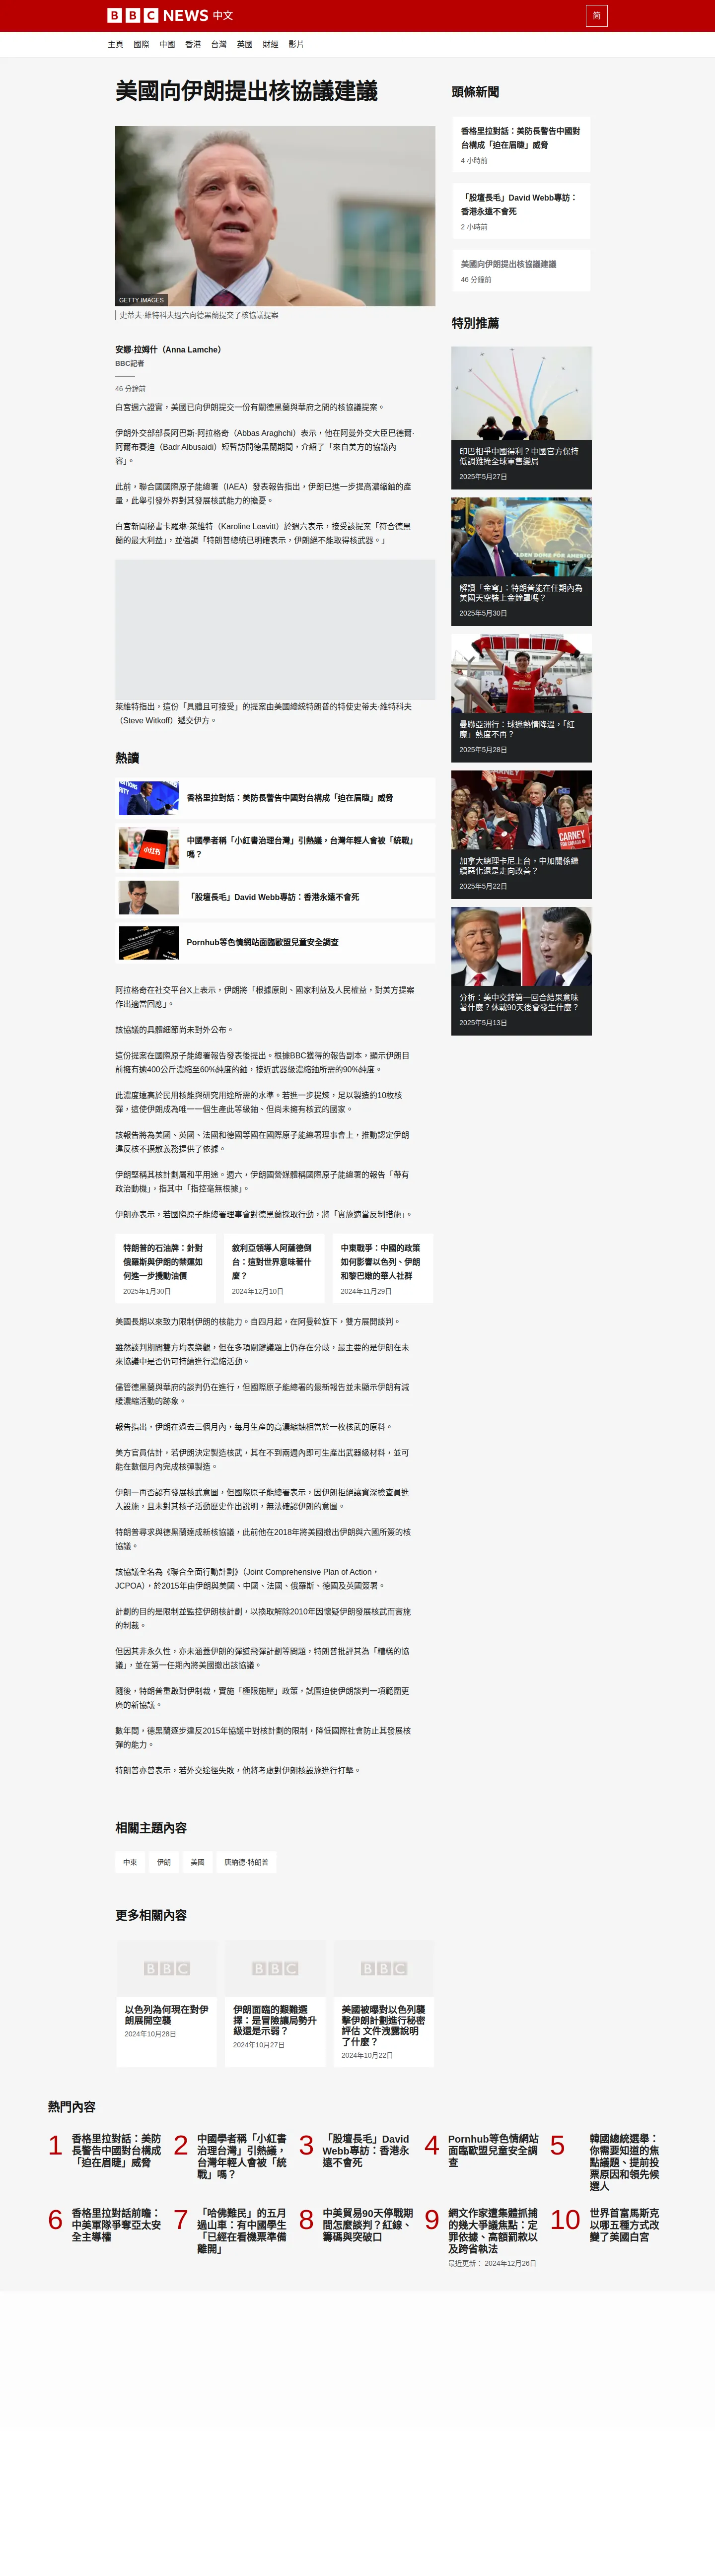 BBC NEWS 中文
简
主頁 國際 中國 香港 台灣 英國 財經 影片
美國向伊朗提出核協議建議
GETTY IMAGES
史蒂夫·維特科夫週六向德黑蘭提交了核協議提案
安娜·拉姆什（Anna Lamche）
BBC記者
46 分鐘前
白宮週六證實，美國已向伊朗提交一份有關德黑蘭與華府之間的核協議提案。
伊朗外交部部長阿巴斯·阿拉格奇（Abbas Araghchi）表示，他在阿曼外交大臣巴德爾·
阿爾布賽迪（Badr Albusaidi）短暫訪問德黑蘭期間，介紹了「來自美方的協議內
容」。
此前，聯合國國際原子能總署（IAEA）發表報告指出，伊朗已進一步提高濃縮鈾的產
量，此舉引發外界對其發展核武能力的擔憂。
白宮新聞秘書卡羅琳·萊維特（Karoline Leavitt）於週六表示，接受該提案「符合德黑
蘭的最大利益」，並強調「特朗普總統已明確表示，伊朗絕不能取得核武器。」
萊維特指出，這份「具體且可接受」的提案由美國總統特朗普的特使史蒂夫·維特科夫
（Steve Witkoff）遞交伊方。
熱讀
香格里拉對話：美防長警告中國對台構成「迫在眉睫」威脅
中國學者稱「小紅書治理台灣」引熱議，台灣年輕人會被「統戰」
嗎？
「股壇長毛」David Webb專訪：香港永遠不會死
Pornhub等色情網站面臨歐盟兒童安全調查
阿拉格奇在社交平台X上表示，伊朗將「根據原則、國家利益及人民權益，對美方提案
作出適當回應」。
該協議的具體細節尚未對外公布。
這份提案在國際原子能總署報告發表後提出。根據BBC獲得的報告副本，顯示伊朗目
前擁有逾400公斤濃縮至60%純度的鈾，接近武器級濃縮鈾所需的90%純度。
此濃度遠高於民用核能與研究用途所需的水準。若進一步提煉，足以製造約10枚核
彈，這使伊朗成為唯一一個生產此等級鈾、但尚未擁有核武的國家。
該報告將為美國、英國、法國和德國等國在國際原子能總署理事會上，推動認定伊朗
違反核不擴散義務提供了依據。
伊朗堅稱其核計劃屬和平用途。週六，伊朗國營媒體稱國際原子能總署的報告「帶有
政治動機」，指其中「指控毫無根據」。
伊朗亦表示，若國際原子能總署理事會對德黑蘭採取行動，將「實施適當反制措施」。
特朗普的石油牌：針對
俄羅斯與伊朗的禁運如
何進一步攪動油價
2025年1月30日
敘利亞領導人阿薩德倒
台：這對世界意味著什
麼？
2024年12月10日
中東戰爭：中國的政策
如何影響以色列、伊朗
和黎巴嫩的華人社群
2024年11月29日
美國長期以來致力限制伊朗的核能力。自四月起，在阿曼斡旋下，雙方展開談判。
雖然談判期間雙方均表樂觀，但在多項關鍵議題上仍存在分歧，最主要的是伊朗在未
來協議中是否仍可持續進行濃縮活動。
儘管德黑蘭與華府的談判仍在進行，但國際原子能總署的最新報告並未顯示伊朗有減
緩濃縮活動的跡象。
報告指出，伊朗在過去三個月內，每月生產的高濃縮鈾相當於一枚核武的原料。
美方官員估計，若伊朗決定製造核武，其在不到兩週內即可生產出武器級材料，並可
能在數個月內完成核彈製造。
伊朗一再否認有發展核武意圖，但國際原子能總署表示，因伊朗拒絕讓資深檢查員進
入設施，且未對其核子活動歷史作出說明，無法確認伊朗的意圖。
特朗普尋求與德黑蘭達成新核協議，此前他在2018年將美國撤出伊朗與六國所簽的核
協議。
該協議全名為《聯合全面行動計劃》（Joint Comprehensive Plan of Action，
JCPOA），於2015年由伊朗與美國、中國、法國、俄羅斯、德國及英國簽署。
計劃的目的是限制並監控伊朗核計劃，以換取解除2010年因懷疑伊朗發展核武而實施
的制裁。
但因其非永久性，亦未涵蓋伊朗的彈道飛彈計劃等問題，特朗普批評其為「糟糕的協
議」，並在第一任期內將美國撤出該協議。
隨後，特朗普重啟對伊制裁，實施「極限施壓」政策，試圖迫使伊朗談判一項範圍更
廣的新協議。
數年間，德黑蘭逐步違反2015年協議中對核計劃的限制，降低國際社會防止其發展核
彈的能力。
特朗普亦曾表示，若外交途徑失敗，他將考慮對伊朗核設施進行打擊。
相關主題內容
中東 伊朗 美國 唐納德·特朗普
更多相關內容
BBC
以色列為何現在對伊
朗展開空襲
2024年10月28日
BBC
伊朗面臨的艱難選
擇：是冒險讓局勢升
級還是示弱？
2024年10月27日
BBC
美國被曝對以色列襲
擊伊朗計劃進行秘密
評估 文件洩露說明
了什麼？
2024年10月22日
頭條新聞
香格里拉對話：美防長警告中國對
台構成「迫在眉睫」威脅
4 小時前
「股壇長毛」David Webb專訪：
香港永遠不會死
2 小時前
美國向伊朗提出核協議建議
46 分鐘前
特別推薦
印巴相爭中國得利？中國官方保持
低調難掩全球軍售變局
2025年5月27日
解讀「金穹」：特朗普能在任期內為
美國天空裝上金鐘罩嗎？
2025年5月30日
曼聯亞洲行：球迷熱情降溫，「紅
魔」熱度不再？
2025年5月28日
CARNEY
加拿大總理卡尼上台，中加關係繼
續惡化還是走向改善？
2025年5月22日
分析：美中交鋒第一回合結果意味
著什麼？休戰90天後會發生什麼？
2025年5月13日
熱門內容
1 香格里拉對話：美防
長警告中國對台構成
「迫在眉睫」威脅
2 中國學者稱「小紅書
治理台灣」引熱議，
台灣年輕人會被「統
戰」嗎？
3 「股壇長毛」David
Webb專訪：香港永
遠不會死
4 Pornhub等色情網站
面臨歐盟兒童安全調
查
5 韓國總統選舉：
你需要知道的焦
點議題、提前投
票原因和領先候
選人
6 香格里拉對話前瞻：
中美軍隊爭奪亞太安
全主導權
7 「哈佛難民」的五月
過山車：有中國學生
「已經在看機票準備
離開」
8 中美貿易90天停戰期
間怎麼談判？紅線、
籌碼與突破口
9 網文作家遭集體抓捕
的幾大爭議焦點：定
罪依據、高額罰款以
及跨省執法
最近更新： 2024年12月26日
10 世界首富馬斯克
以哪五種方式改
變了美國白宮